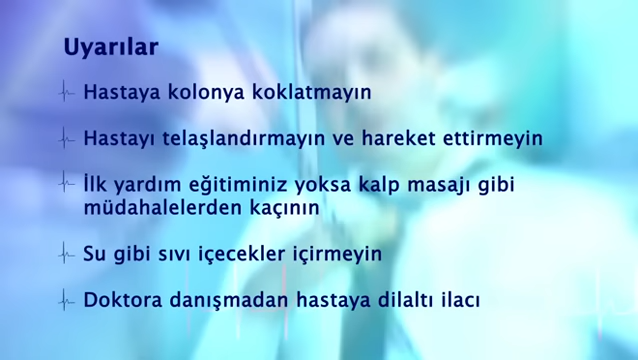 Uyarılar
Hastaya kolonya koklatmayın
Hastayı telaşlandırmayın ve hareket ettirmeyin
İlk yardım eğitiminiz yoksa kalp masajı gibi
müdahalelerden kaçının
Su gibi sıvı içecekler içirmeyin
Doktora danışmadan hastaya dilaltı ilacı